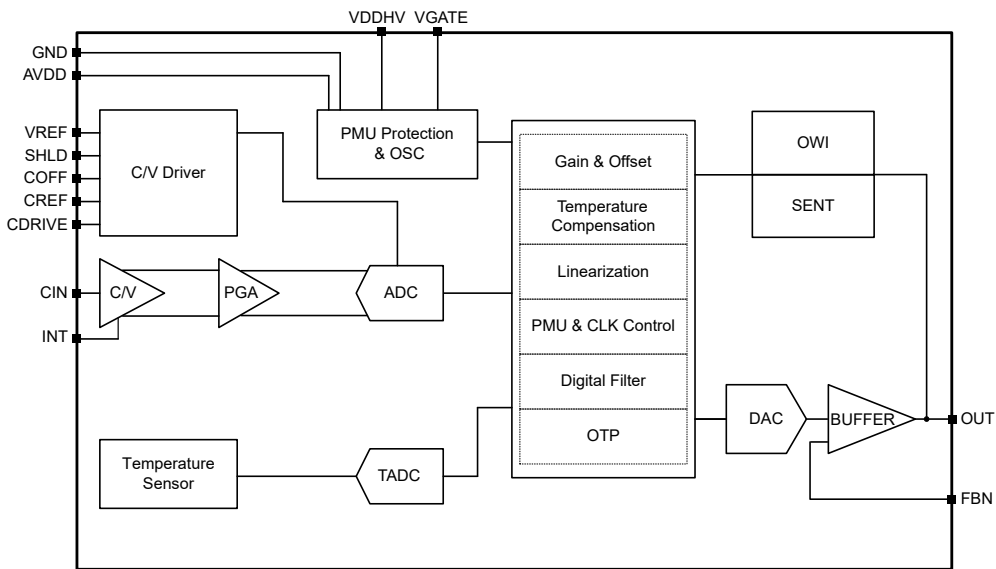 VDDHV VGATE
GND
AVDD
VREF
SHLD
COFF
CREF
CDRIVE
C/V Driver
PMU Protection
& OSC
CIN
INT
C/V
PGA
ADC
Temperature
Sensor
TADC
Gain & Offset
Temperature
Compensation
Linearization
PMU & CLK Control
Digital Filter
OTP
OWI
SENT
DAC
BUFFER
OUT
FBN